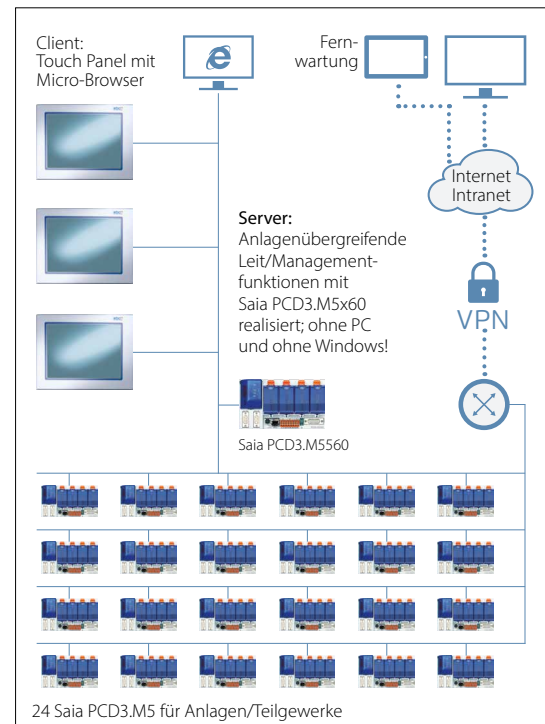 Client:
Touch Panel mit
Micro-Browser
Fern-
wartung
Internet
Intranet
Server:
Anlagenübergreifende
Leit/Management-
funktionen mit
Saia PCD3.M5x60
realisiert; ohne PC
und ohne Windows!
VPN
Saia PCD3.M5560
24 Saia PCD3.M5 für Anlagen/Teilgewerke